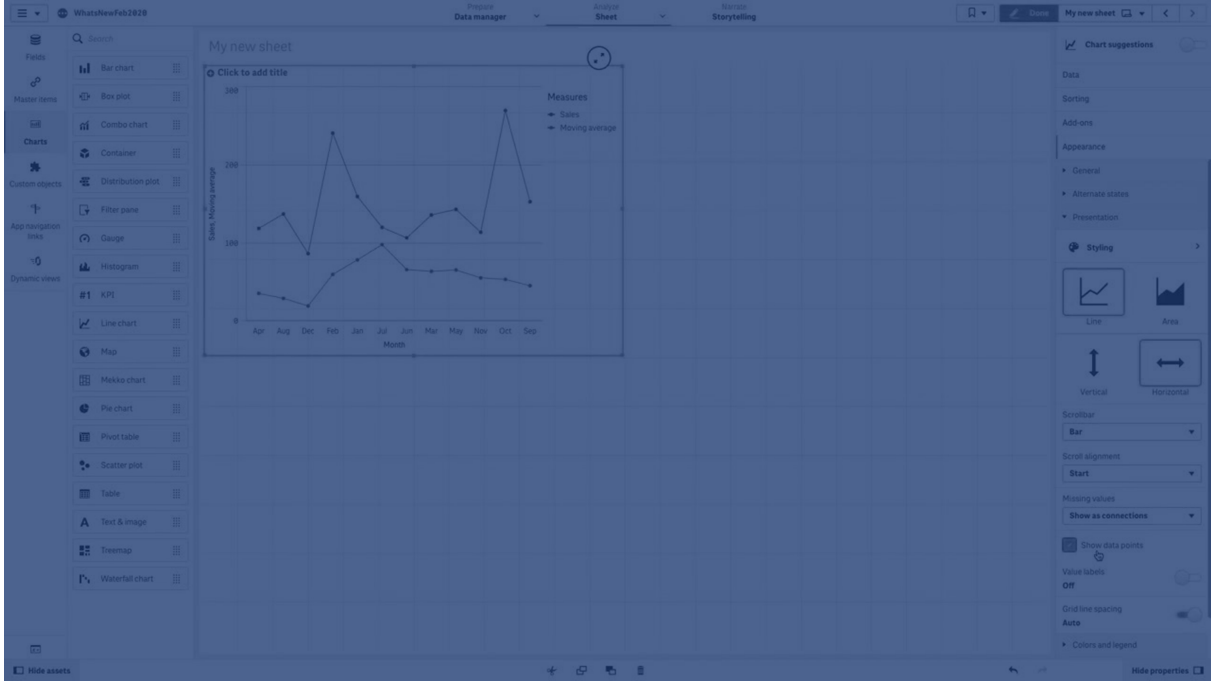 WhatsNewFeb2020
Prepare
Data manager
Analyze
Sheet
Narrate
Storytelling
Done
My new sheet
Fields
Master items
Charts
Custom objects
App navigation
links
Dynamic views
Search
Bar chart
Box plot
Combo chart
Container
Distribution plot
Filter pane
Gauge
Histogram
#1 KPI
Line chart
Map
Mekko chart
Pie chart
Pivot table
Scatter plot
Table
A Text & image
Treemap
Waterfall chart
My new sheet
Click to add title
300
200
100
0
Sales, Moving average
Apr Aug Dec Feb Jan Jul Jun Mar May Nov Oct Sep
Month
Measures
Sales
Moving average
Chart suggestions
Data
Sorting
Add-ons
Appearance
General
Alternate states
Presentation
Styling
Line
Area
Vertical
Horizontal
Scrollbar
Bar
Scroll alignment
Start
Missing values
Show as connections
Show data points
Value labels
Off
Grid line spacing
Auto
Colors and legend
Hide assets
Hide properties